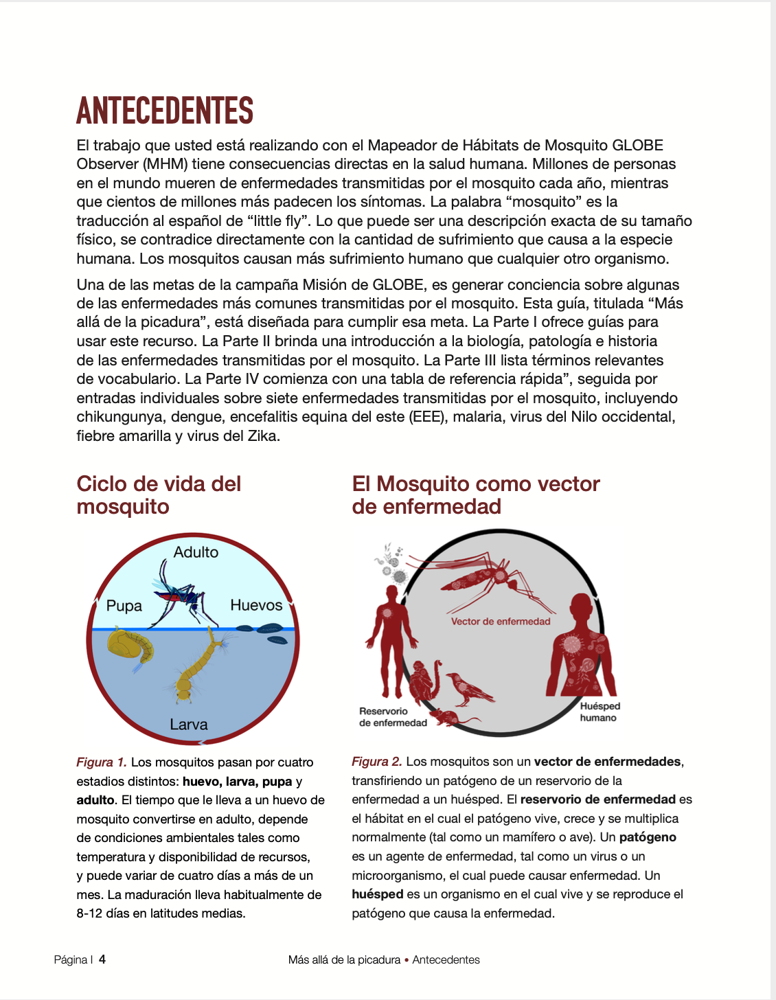 ANTECEDENTES
El trabajo que usted está realizando con el Mapeador de Hábitats de Mosquito GLOBE
Observer (MHM) tiene consecuencias directas en la salud humana. Millones de personas
en el mundo mueren de enfermedades transmitidas por el mosquito cada año, mientras
que cientos de millones más padecen los síntomas. La palabra “mosquito” es la
traducción al español de “little fly”. Lo que puede ser una descripción exacta de su tamaño
físico, se contradice directamente con la cantidad de sufrimiento que causa a la especie
humana. Los mosquitos causan más sufrimiento humano que cualquier otro organismo.
Una de las metas de la campaña Misión de GLOBE, es generar conciencia sobre algunas
de las enfermedades más comunes transmitidas por el mosquito. Esta guía, titulada “Más
allá de la picadura”, está diseñada para cumplir esa meta. La Parte I ofrece guías para
usar este recurso. La Parte II brinda una introducción a la biología, patología e historia
de las enfermedades transmitidas por el mosquito. La Parte III lista términos relevantes
de vocabulario. La Parte IV comienza con una tabla de referencia rápida”, seguida por
entradas individuales sobre siete enfermedades transmitidas por el mosquito, incluyendo
chikungunya, dengue, encefalitis equina del este (EEE), malaria, virus del Nilo occidental,
fiebre amarilla y virus del Zika.
Ciclo de vida del
mosquito
Adulto
Pupa
Huevos
Larva
Figura 1. Los mosquitos pasan por cuatro
estadios distintos: huevo, larva, pupa y
adulto. El tiempo que le lleva a un huevo de
mosquito convertirse en adulto, depende
de condiciones ambientales tales como
temperatura y disponibilidad de recursos,
y puede variar de cuatro días a más de un
mes. La maduración lleva habitualmente de
8-12 días en latitudes medias.
El Mosquito como vector
de enfermedad
Vector de enfermedad
Reservorio
de enfermedad
Huésped
humano
Figura 2. Los mosquitos son un vector de enfermedades,
transfiriendo un patógeno de un reservorio de la
enfermedad a un huésped. El reservorio de enfermedad es
el hábitat en el cual el patógeno vive, crece y se multiplica
normalmente (tal como un mamífero o ave). Un patógeno
es un agente de enfermedad, tal como un virus o un
microorganismo, el cual puede causar enfermedad. Un
huésped es un organismo en el cual vive y se reproduce el
patógeno que causa la enfermedad.
Página I 4
Más allá de la picadura • Antecedentes